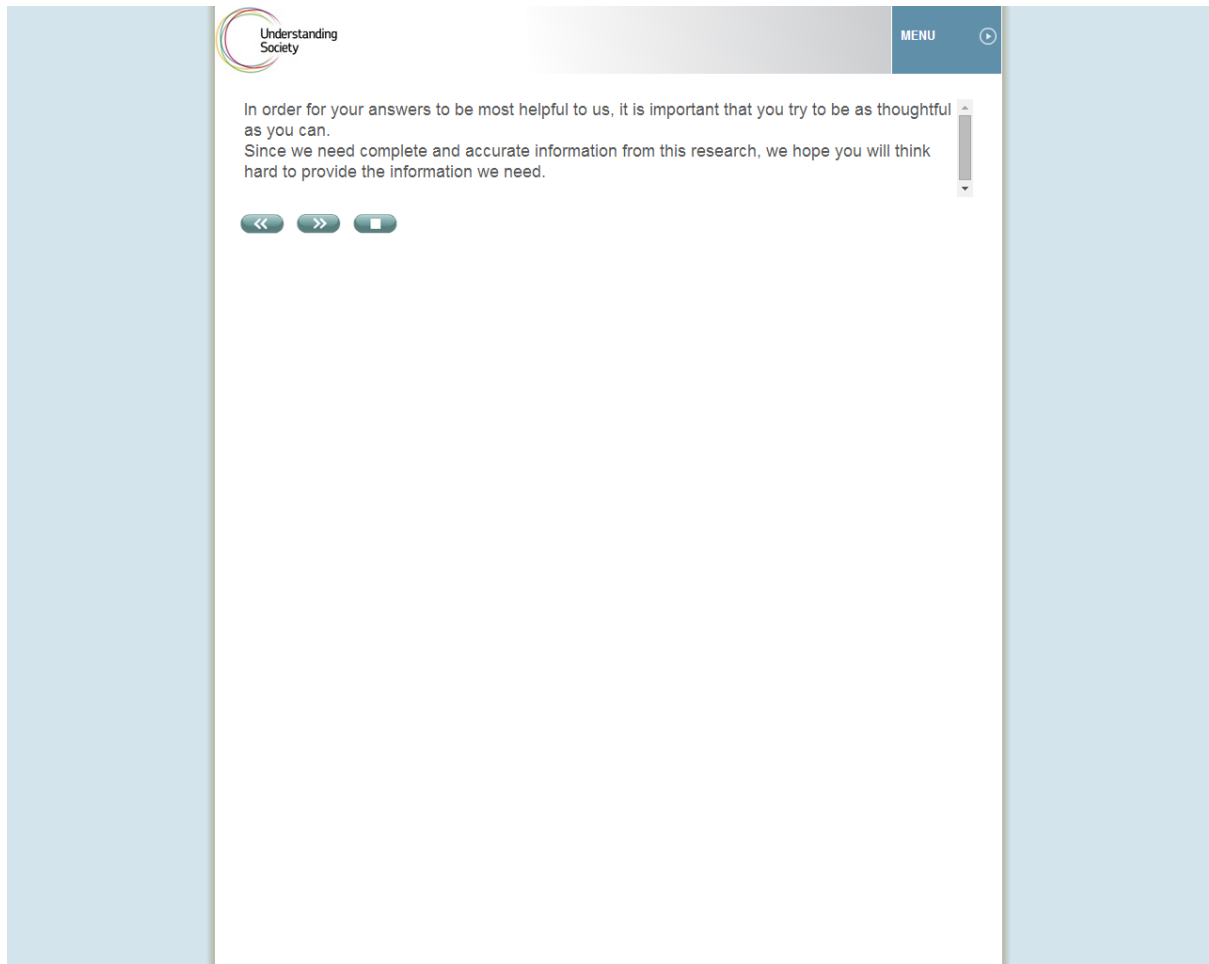 Understanding
Society
MENU
In order for your answers to be most helpful to us, it is important that you try to be as thoughtful
as you can.
Since we need complete and accurate information from this research, we hope you will think
hard to provide the information we need.